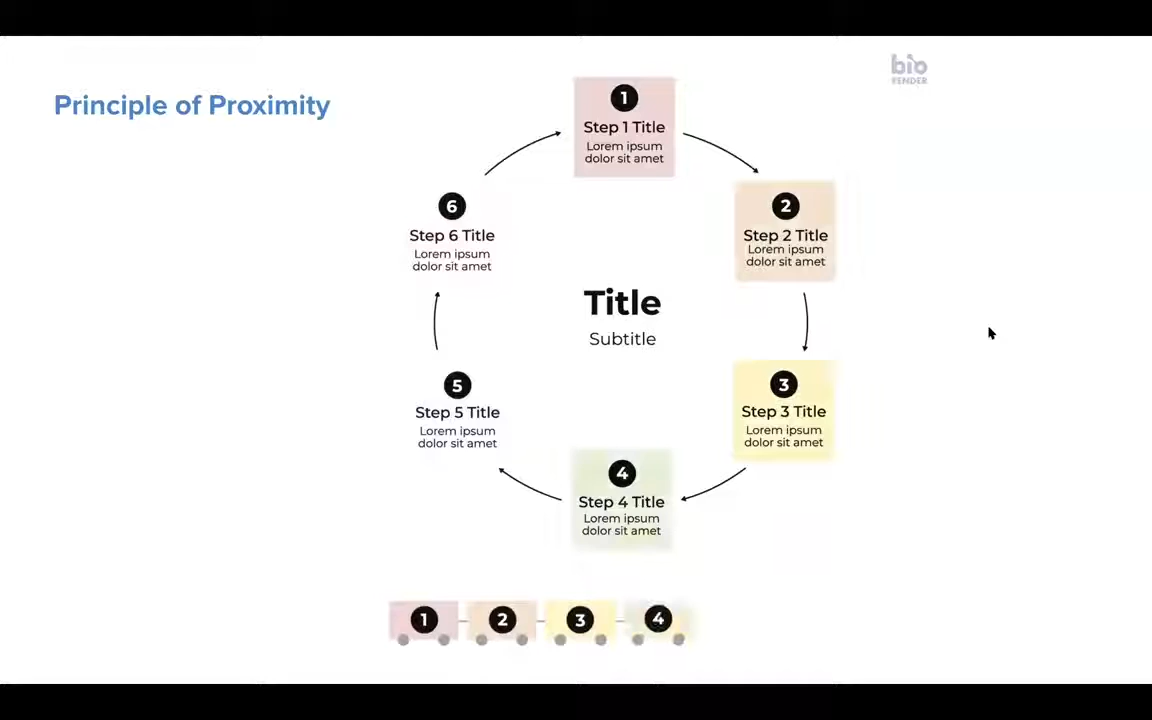 Principle of Proximity
bio
RENDER
1
Step 1 Title
Lorem ipsum
dolor sit amet
2
Step 2 Title
Lorem ipsum
dolor sit amet
3
Step 3 Title
Lorem ipsum
dolor sit amet
4
Step 4 Title
Lorem ipsum
dolor sit amet
5
Step 5 Title
Lorem ipsum
dolor sit amet
6
Step 6 Title
Lorem ipsum
dolor sit amet
Title
Subtitle
1 2 3 4